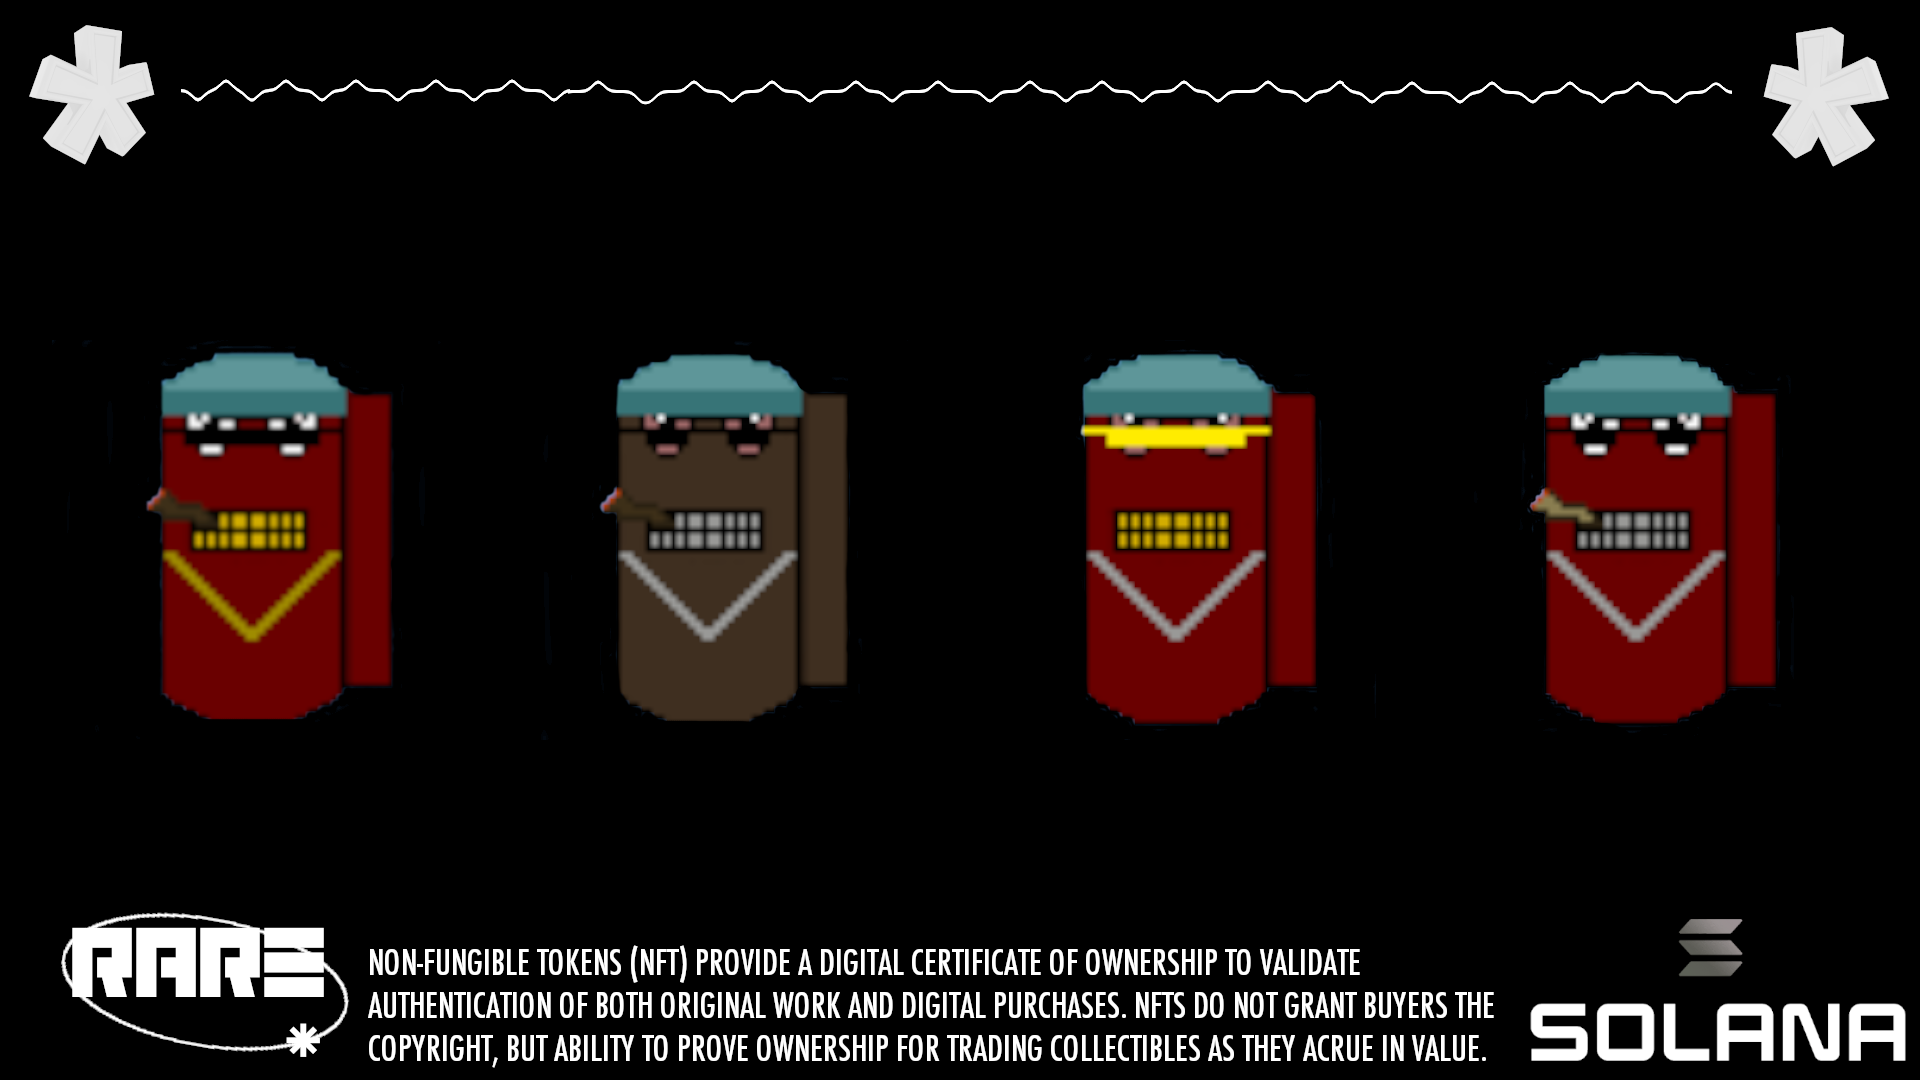 RARE
NON-FUNGIBLE TOKENS (NFT) PROVIDE A DIGITAL CERTIFICATE OF OWNERSHIP TO VALIDATE
AUTHENTICATION OF BOTH ORIGINAL WORK AND DIGITAL PURCHASES. NFTS DO NOT GRANT BUYERS THE
COPYRIGHT, BUT ABILITY TO PROVE OWNERSHIP FOR TRADING COLLECTIBLES AS THEY ACRUE IN VALUE.
SOLANA